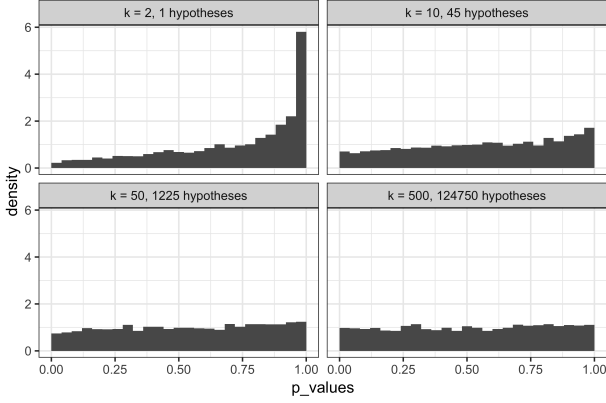 k = 2, 1 hypotheses
k = 10, 45 hypotheses
6
4
2
0
k = 50, 1225 hypotheses
k = 500, 124750 hypotheses
6
4
2
0
density
0.00 0.25 0.50 0.75 1.00
0.00 0.25 0.50 0.75 1.00
p_values